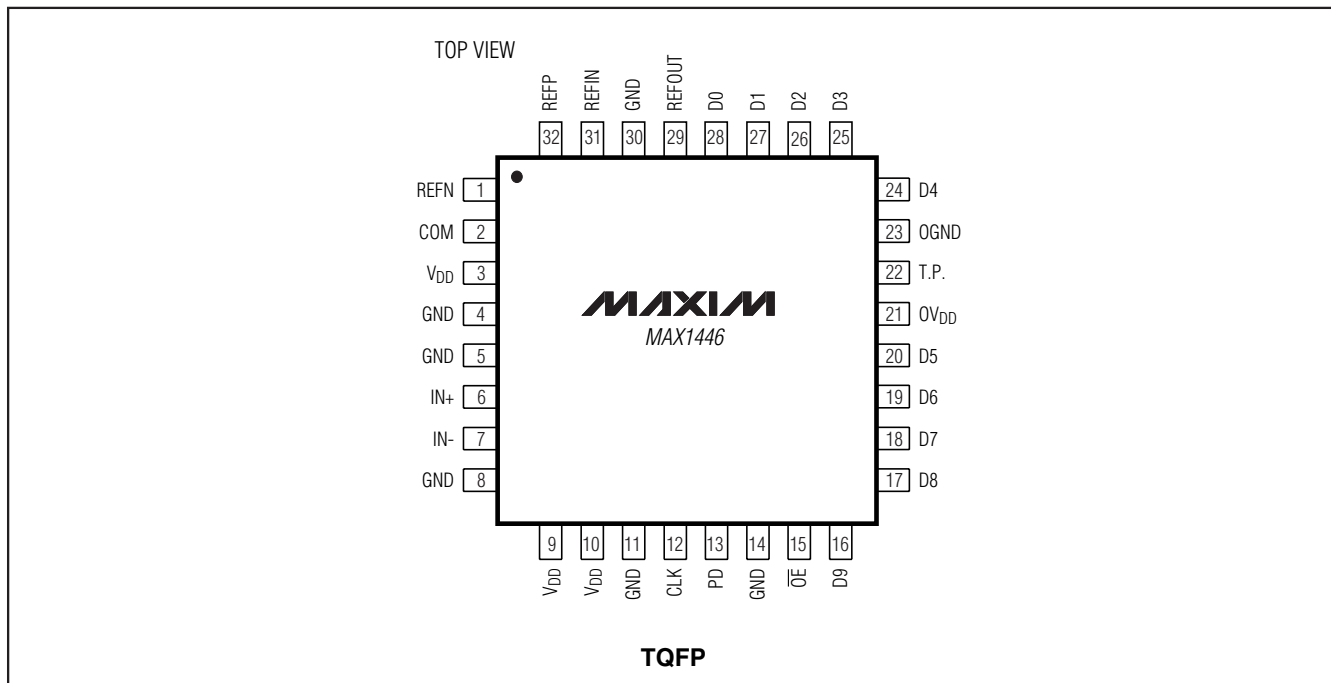 TOP VIEW
REFP
REFIN
GND
REFOUT
D0
D1
D2
D3
32
31
30
29
28
27
26
25
REFN 1
COM 2
VDD 3
GND 4
GND 5
IN+ 6
IN- 7
GND 8
MAXIM
MAX1446
24 D4
23 OGND
22 T.P.
21 OVDD
20 D5
19 D6
18 D7
17 D8
9
10
11
12
13
14
15
16
VDD
VDD
GND
CLK
PD
GND
O̅E̅
D9
TQFP